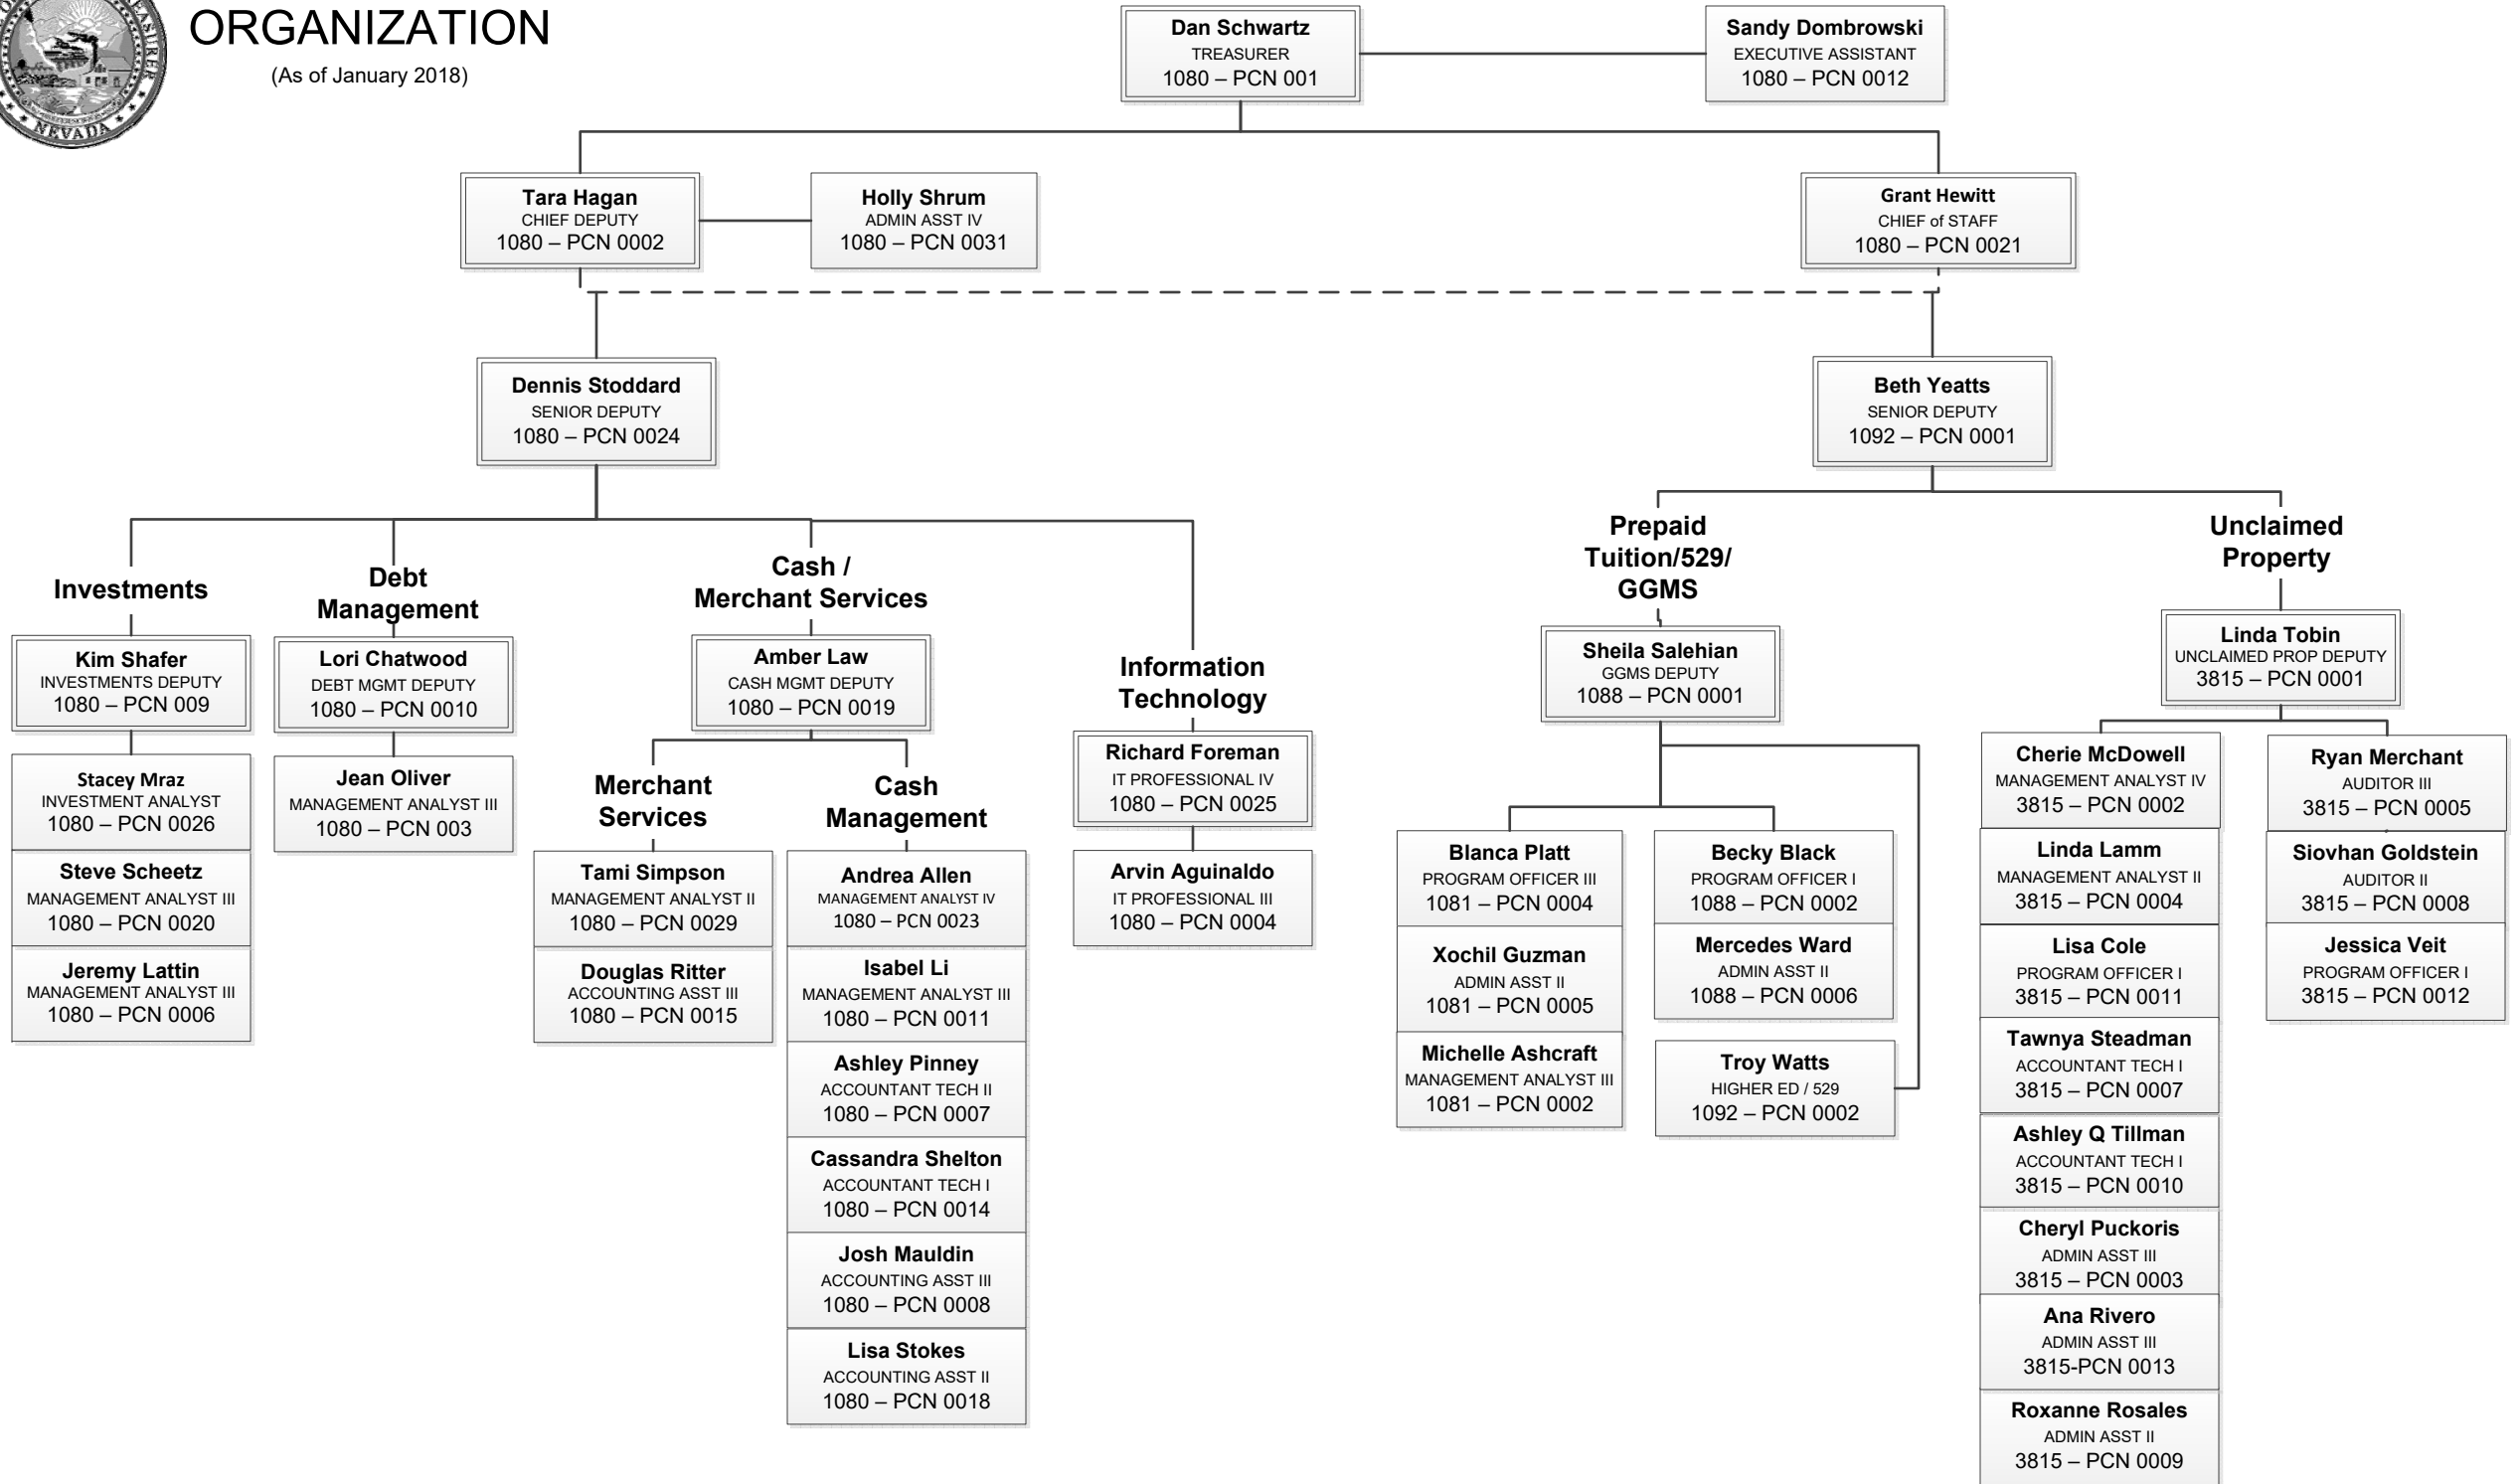 ORGANIZATION
(As of January 2018)
NEVADA
Dan Schwartz
TREASURER
1080 – PCN 001
Sandy Dombrowski
EXECUTIVE ASSISTANT
1080 – PCN 0012
Tara Hagan
CHIEF DEPUTY
1080 – PCN 0002
Holly Shrum
ADMIN ASST IV
1080 – PCN 0031
Grant Hewitt
CHIEF of STAFF
1080 – PCN 0021
Dennis Stoddard
SENIOR DEPUTY
1080 – PCN 0024
Beth Yeatts
SENIOR DEPUTY
1092 – PCN 0001
Investments
Kim Shafer
INVESTMENTS DEPUTY
1080 – PCN 009
Stacey Mraz
INVESTMENT ANALYST
1080 – PCN 0026
Steve Scheetz
MANAGEMENT ANALYST III
1080 – PCN 0020
Jeremy Lattin
MANAGEMENT ANALYST III
1080 – PCN 0006
Debt
Management
Lori Chatwood
DEBT MGMT DEPUTY
1080 – PCN 0010
Jean Oliver
MANAGEMENT ANALYST III
1080 – PCN 003
Cash /
Merchant Services
Amber Law
CASH MGMT DEPUTY
1080 – PCN 0019
Merchant
Services
Tami Simpson
MANAGEMENT ANALYST II
1080 – PCN 0029
Douglas Ritter
ACCOUNTING ASST III
1080 – PCN 0015
Cash
Management
Andrea Allen
MANAGEMENT ANALYST IV
1080 – PCN 0023
Isabel Li
MANAGEMENT ANALYST III
1080 – PCN 0011
Ashley Pinney
ACCOUNTANT TECH II
1080 – PCN 0007
Cassandra Shelton
ACCOUNTANT TECH I
1080 – PCN 0014
Josh Mauldin
ACCOUNTING ASST III
1080 – PCN 0008
Lisa Stokes
ACCOUNTING ASST II
1080 – PCN 0018
Information
Technology
Richard Foreman
IT PROFESSIONAL IV
1080 – PCN 0025
Arvin Aguinaldo
IT PROFESSIONAL III
1080 – PCN 0004
Prepaid
Tuition/529/
GGMS
Sheila Salehian
GGMS DEPUTY
1088 – PCN 0001
Blanca Platt
PROGRAM OFFICER III
1081 – PCN 0004
Xochil Guzman
ADMIN ASST II
1081 – PCN 0005
Michelle Ashcraft
MANAGEMENT ANALYST III
1081 – PCN 0002
Becky Black
PROGRAM OFFICER I
1088 – PCN 0002
Mercedes Ward
ADMIN ASST II
1088 – PCN 0006
Troy Watts
HIGHER ED / 529
1092 – PCN 0002
Unclaimed
Property
Linda Tobin
UNCLAIMED PROP DEPUTY
3815 – PCN 0001
Cherie McDowell
MANAGEMENT ANALYST IV
3815 – PCN 0002
Linda Lamm
MANAGEMENT ANALYST II
3815 – PCN 0004
Lisa Cole
PROGRAM OFFICER I
3815 – PCN 0011
Tawnya Steadman
ACCOUNTANT TECH I
3815 – PCN 0007
Ashley Q Tillman
ACCOUNTANT TECH I
3815 – PCN 0010
Cheryl Puckoris
ADMIN ASST III
3815 – PCN 0003
Ana Rivero
ADMIN ASST III
3815-PCN 0013
Roxanne Rosales
ADMIN ASST II
3815 – PCN 0009
Ryan Merchant
AUDITOR III
3815 – PCN 0005
Siovhan Goldstein
AUDITOR II
3815 – PCN 0008
Jessica Veit
PROGRAM OFFICER I
3815 – PCN 0012